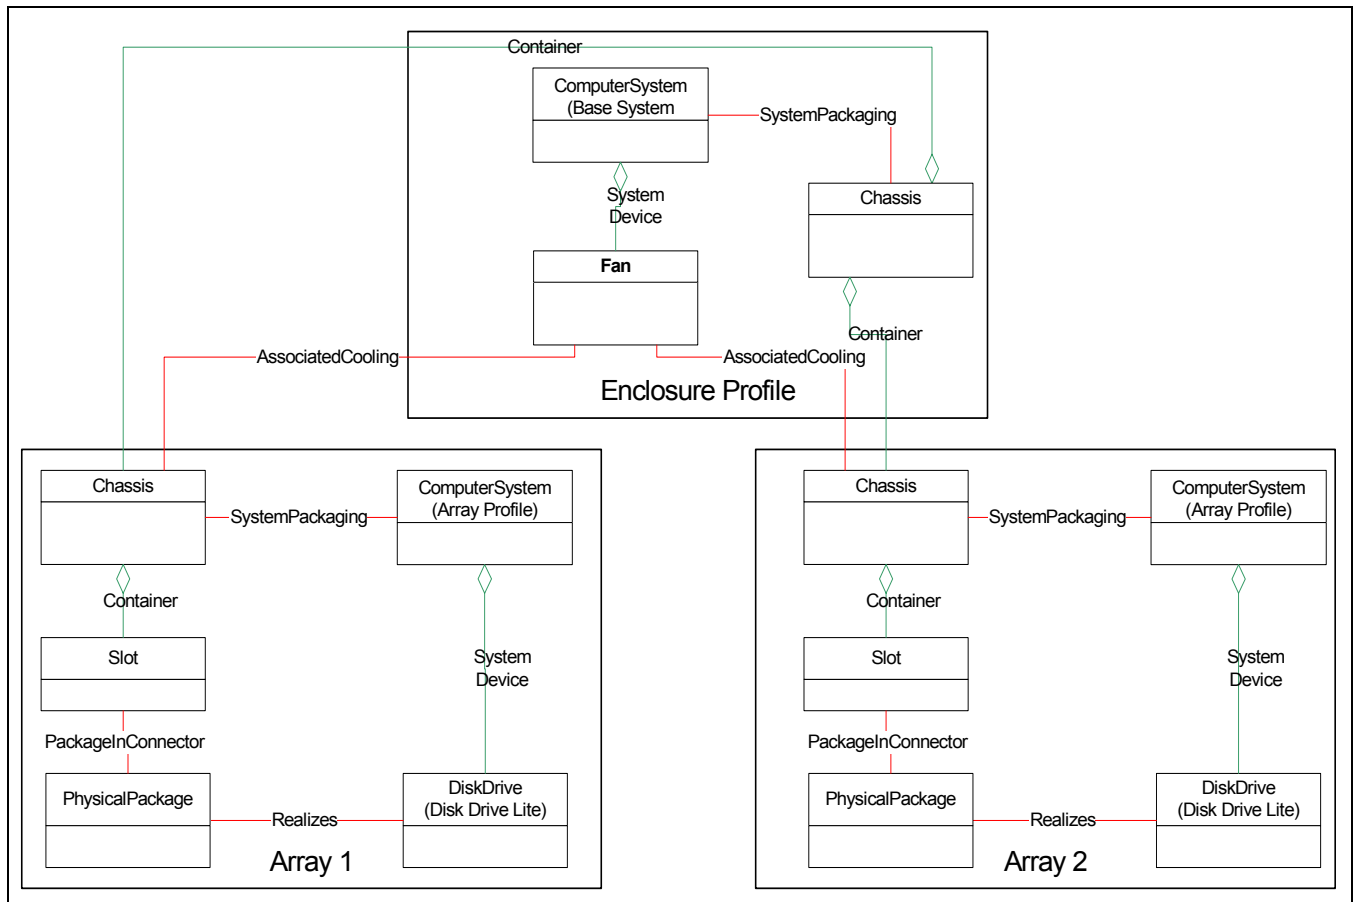 Container
ComputerSystem
(Base System
SystemPackaging
Chassis
System
Device
Fan
Container
AssociatedCooling
AssociatedCooling
Enclosure Profile
Chassis
ComputerSystem
(Array Profile)
SystemPackaging
Container
Slot
System
Device
PackageInConnector
PhysicalPackage
DiskDrive
(Disk Drive Lite)
Realizes
Array 1
Chassis
ComputerSystem
(Array Profile)
SystemPackaging
Container
Slot
System
Device
PackageInConnector
PhysicalPackage
DiskDrive
(Disk Drive Lite)
Realizes
Array 2